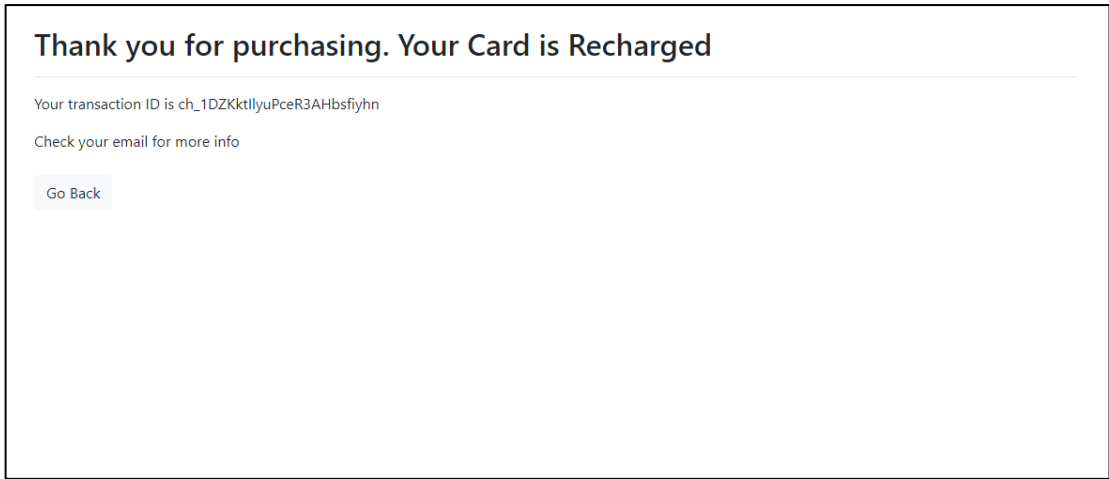 Thank you for purchasing. Your Card is Recharged
Your transaction ID is ch_1DZKktIlyuPceR3AHbsfiyhn
Check your email for more info
Go Back